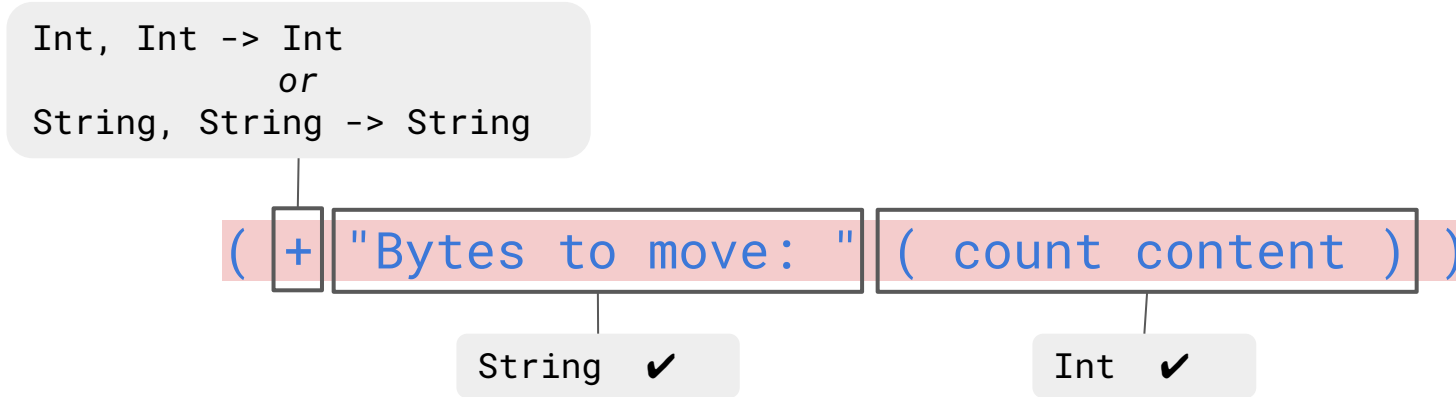 Int, Int -> Int
or
String, String -> String
( + "Bytes to move: " ( count content ) )
String ✔
Int ✔